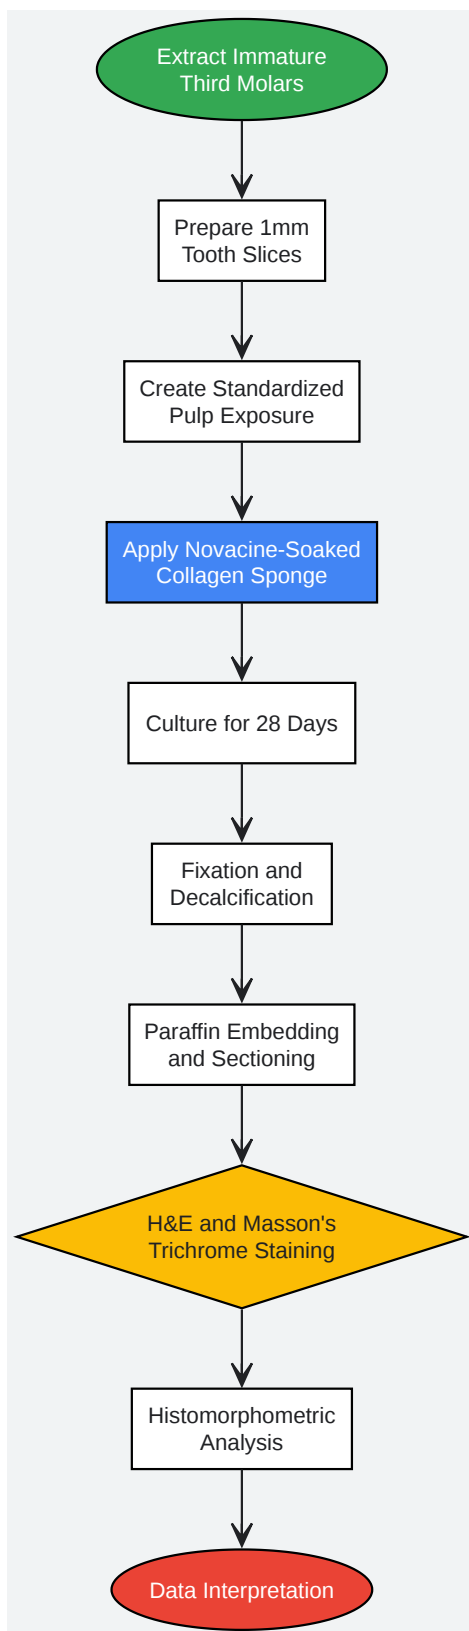 Extract Immature
Third Molars
Prepare 1mm
Tooth Slices
Create Standardized
Pulp Exposure
Apply Novacine-Soaked
Collagen Sponge
Culture for 28 Days
Fixation and
Decalcification
Paraffin Embedding
and Sectioning
H&E and Masson's
Trichrome Staining
Histomorphometric
Analysis
Data Interpretation